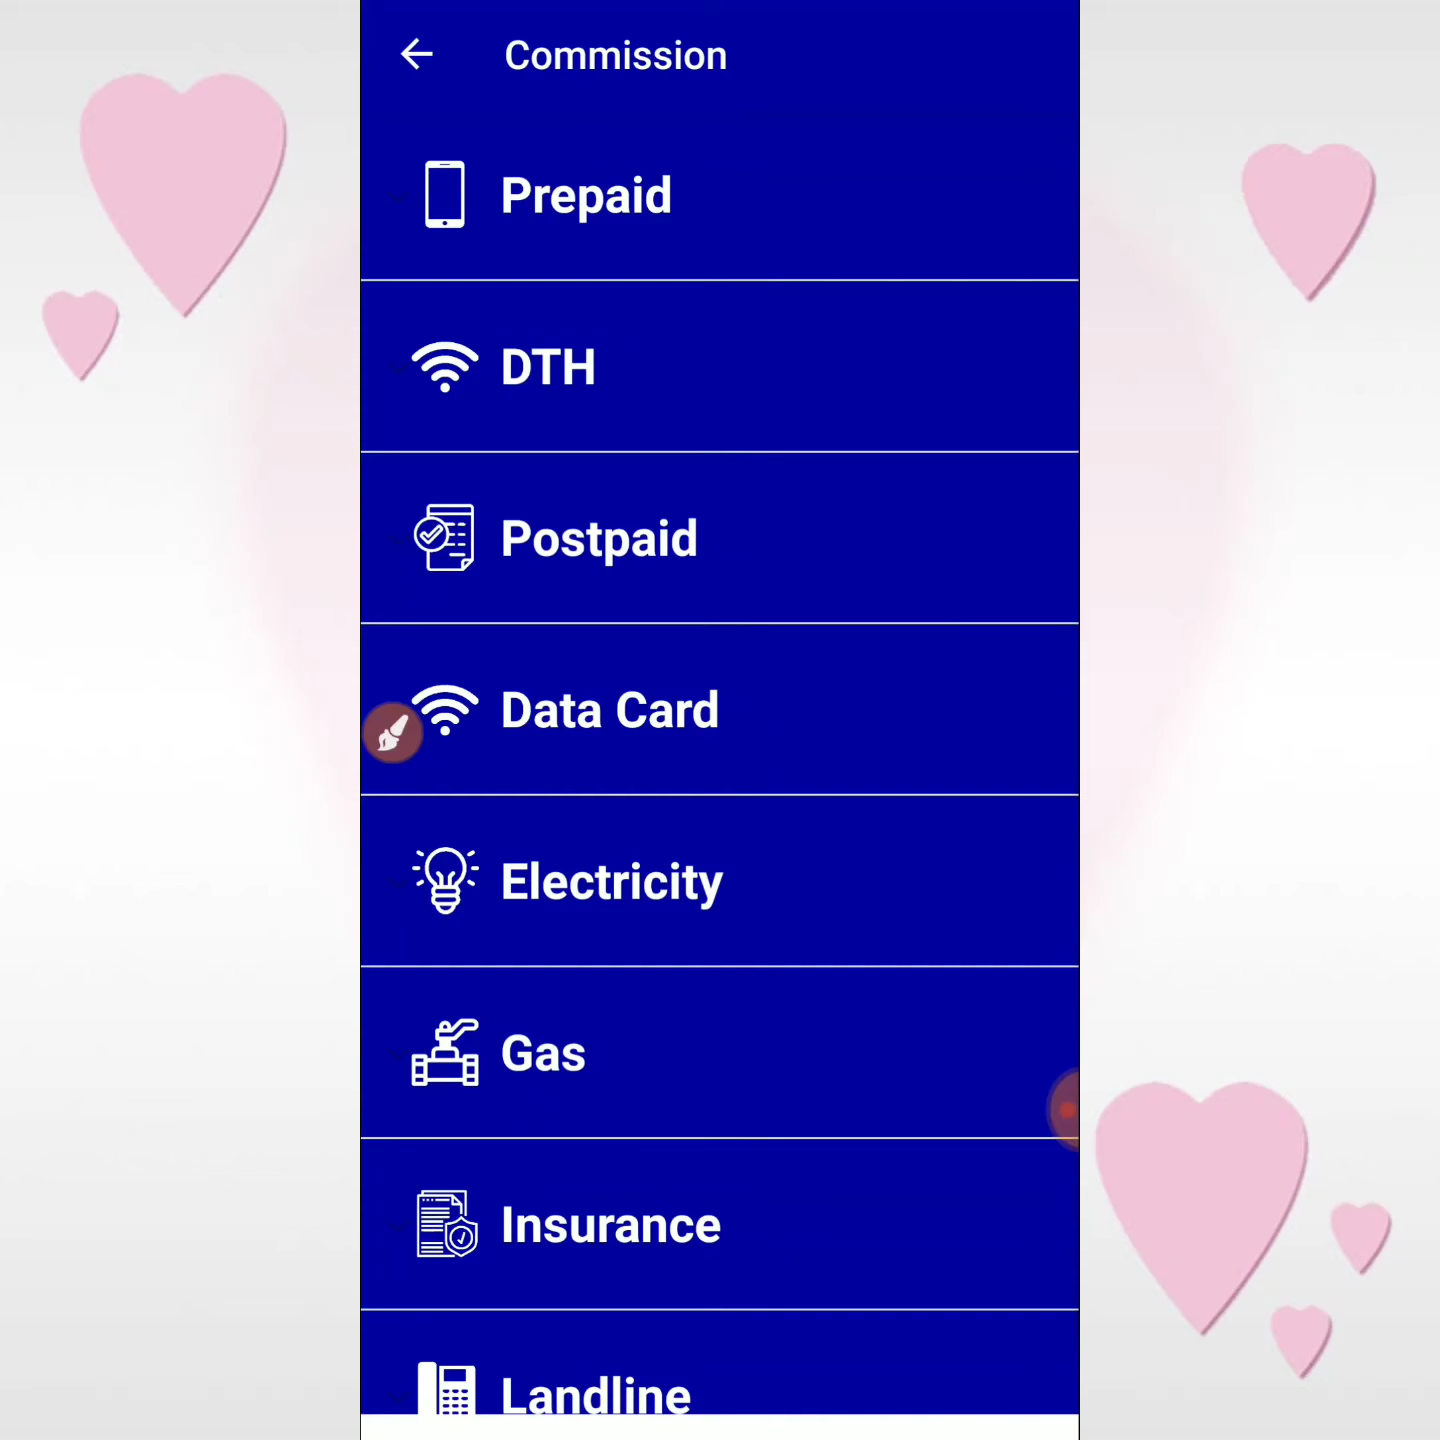 Commission
Prepaid
DTH
Postpaid
Data Card
Electricity
Gas
Insurance
Landline